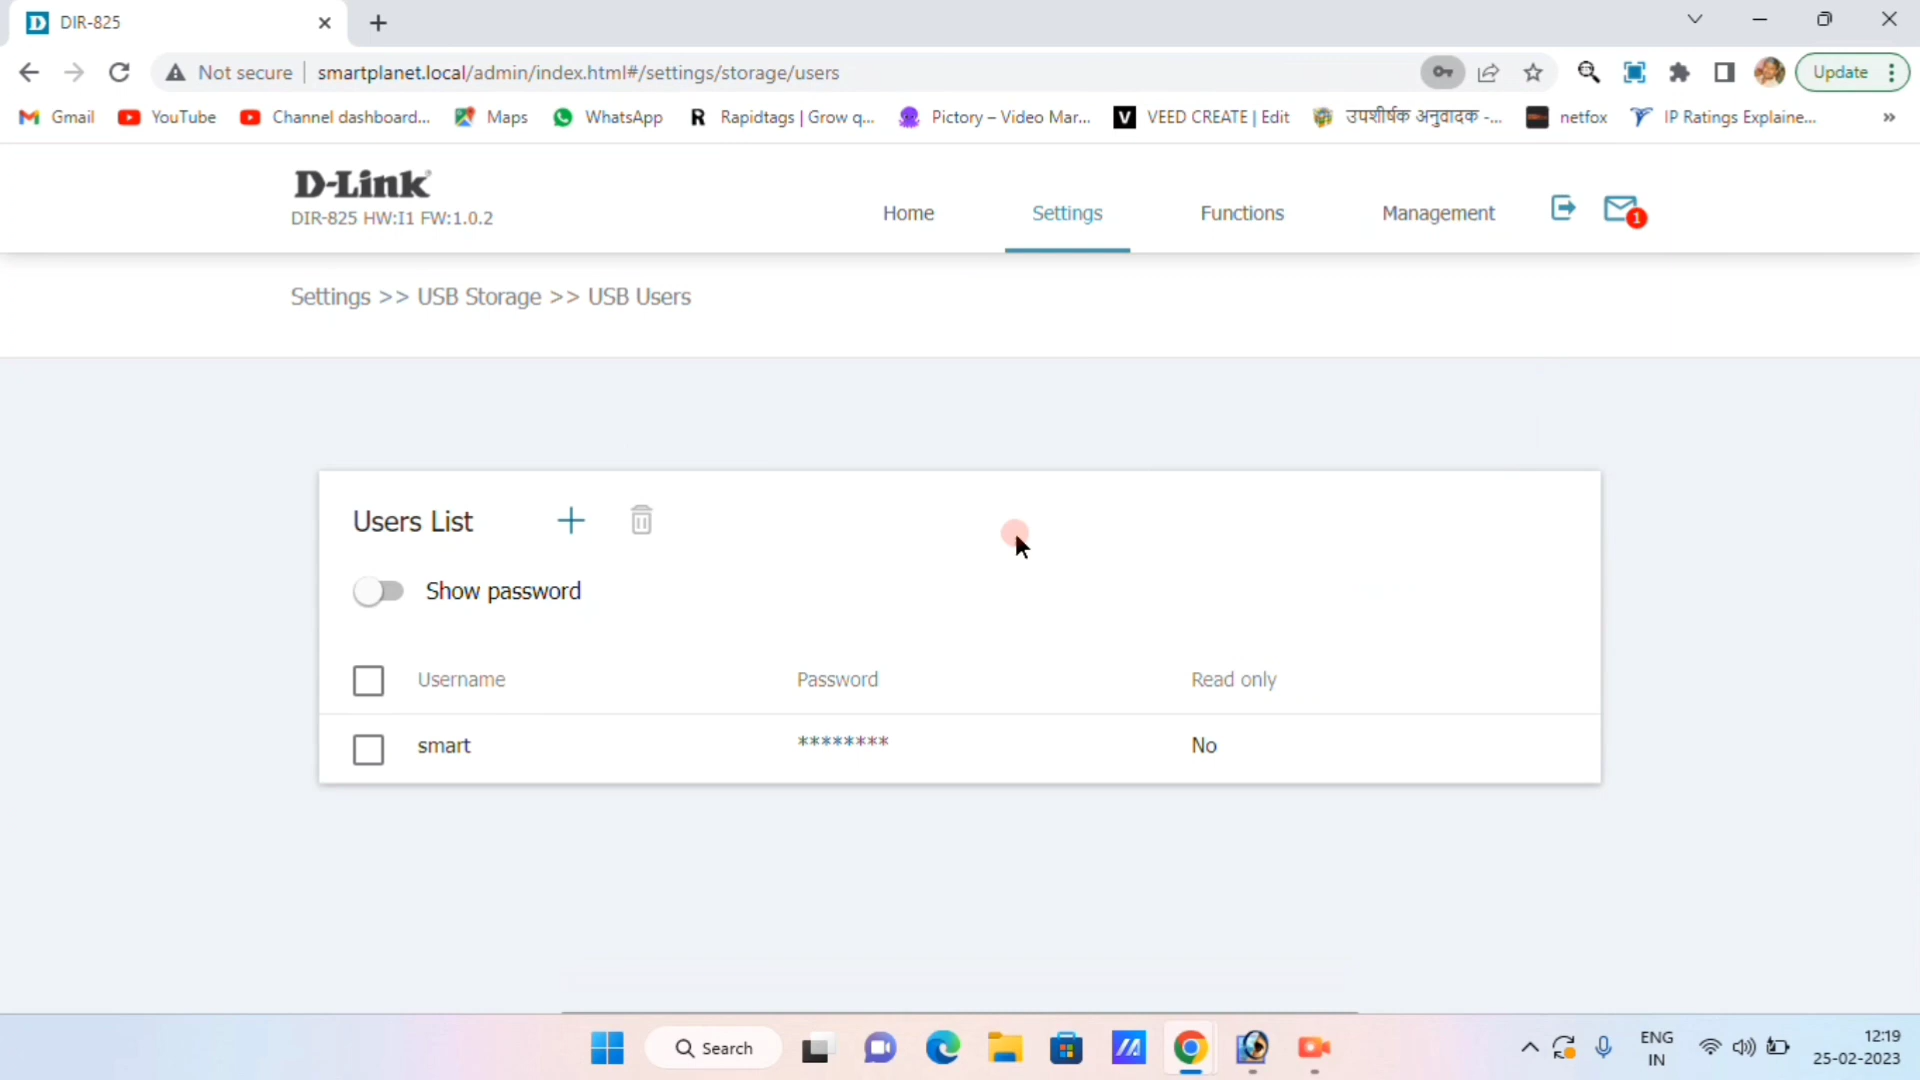 DIR-825
Not secure smartplanet.local/admin/index.html#/settings/storage/users Update
Gmail YouTube Channel dashboard... Maps WhatsApp Rapidtags | Grow q... Pictory – Video Mar... VEED CREATE | Edit उपशीर्षक अनुवादक -... netfox IP Ratings Explaine... »
D-Link
DIR-825 HW:I1 FW:1.0.2
Home Settings Functions Management 1
Settings >> USB Storage >> USB Users
Users List
Show password
Username Password Read only
smart ******** No
Search
ENG
IN
12:19
25-02-2023